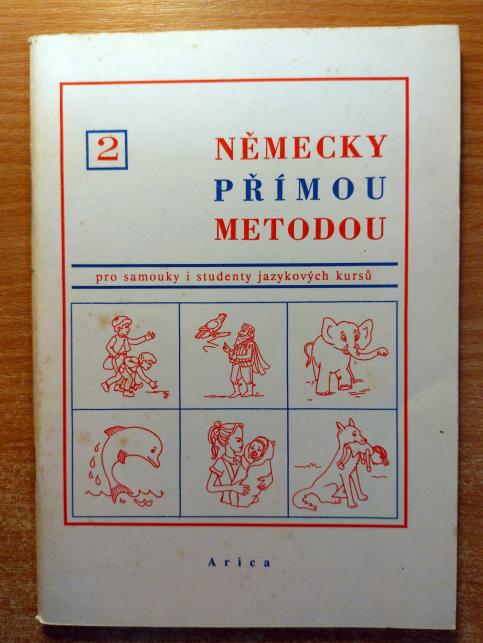 2
NĚMECKY
PŘÍMOU
METODOU
pro samouky i studenty jazykových kursů
Arica